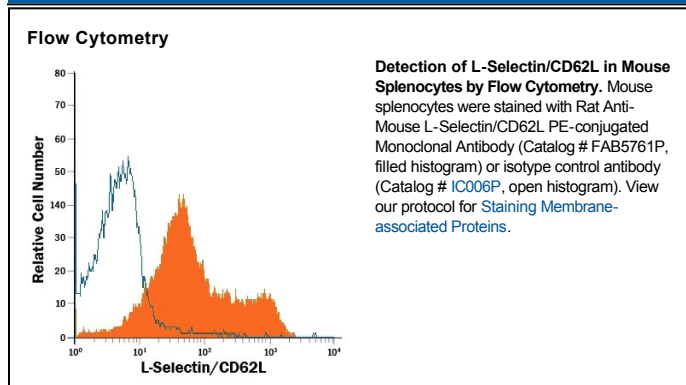 Flow Cytometry
Relative Cell Number
80
70
60
50
140
30
20
10
0
10⁰
10¹
10²
10³
10⁴
L-Selectin/CD62L
Detection of L-Selectin/CD62L in Mouse
Splenocytes by Flow Cytometry. Mouse
splenocytes were stained with Rat Anti-
Mouse L-Selectin/CD62L PE-conjugated
Monoclonal Antibody (Catalog # FAB5761P,
filled histogram) or isotype control antibody
(Catalog # IC006P, open histogram). View
our protocol for Staining Membrane-
associated Proteins.